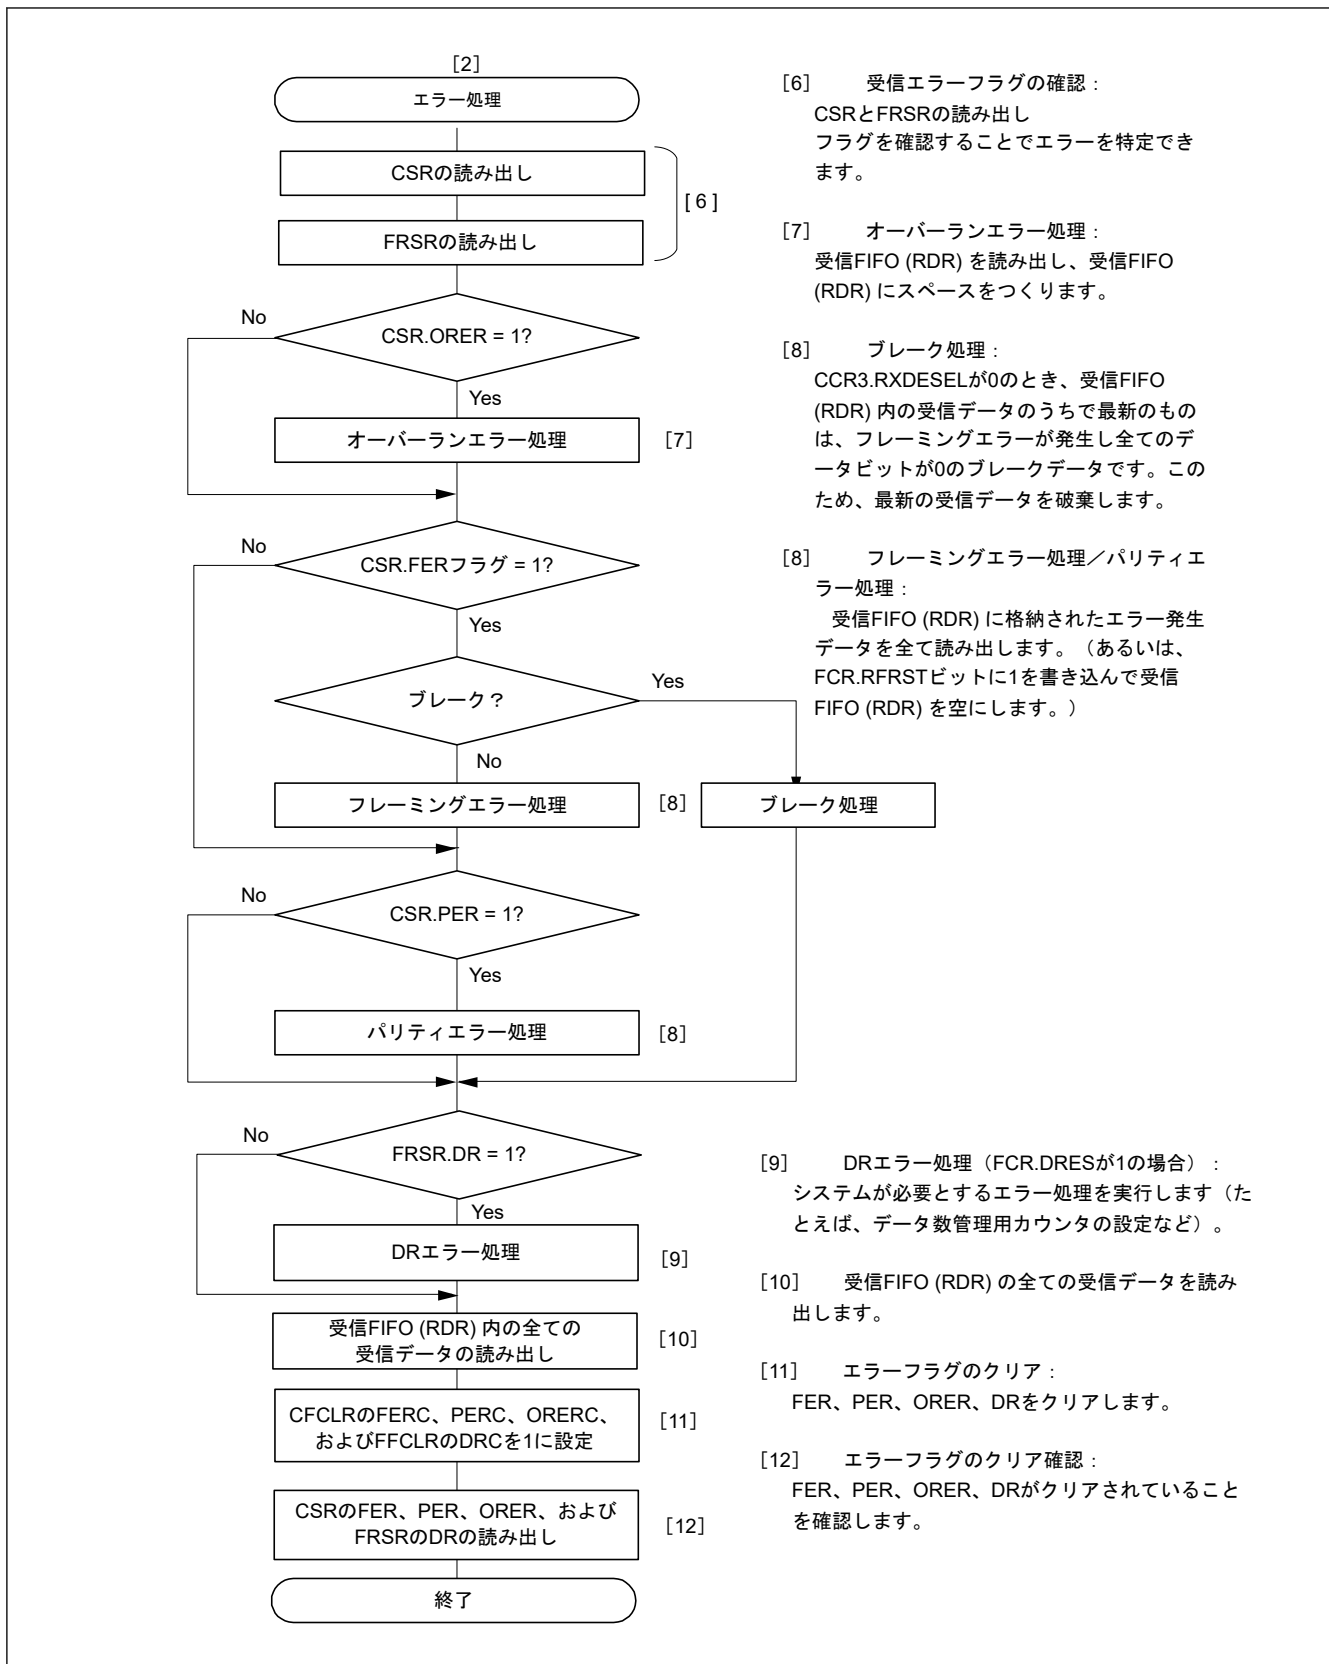 [2]
エラー処理
CSRの読み出し
[ 6 ]
FRSRの読み出し
No
CSR.ORER = 1?
Yes
オーバーランエラー処理
[7]
No
CSR.FERフラグ = 1?
Yes
ブレーク？
Yes
No
フレーミングエラー処理
[8]
ブレーク処理
No
CSR.PER = 1?
Yes
パリティエラー処理
[8]
No
FRSR.DR = 1?
Yes
DRエラー処理
[9]
受信FIFO (RDR) 内の全ての
受信データの読み出し
[10]
CFCLRのFERC、PERC、ORERC、
およびFFCLRのDRCを1に設定
[11]
CSRのFER、PER、ORER、および
FRSRのDRの読み出し
[12]
終了
[6] 受信エラーフラグの確認：
CSRとFRSRの読み出し
フラグを確認することでエラーを特定でき
ます。
[7] オーバーランエラー処理：
受信FIFO (RDR) を読み出し、受信FIFO
(RDR) にスペースをつくります。
[8] ブレーク処理：
CCR3.RXDESELが0のとき、受信FIFO
(RDR) 内の受信データのうちで最新のもの
は、フレーミングエラーが発生し全てのデ
ータビットが0のブレークデータです。この
ため、最新の受信データを破棄します。
[8] フレーミングエラー処理／パリティエ
ラー処理：
受信FIFO (RDR) に格納されたエラー発生
データを全て読み出します。（あるいは、
FCR.RFRSTビットに1を書き込んで受信
FIFO (RDR) を空にします。）
[9] DRエラー処理（FCR.DRESが1の場合）：
システムが必要とするエラー処理を実行します（た
とえば、データ数管理用カウンタの設定など）。
[10] 受信FIFO (RDR) の全ての受信データを読み
出します。
[11] エラーフラグのクリア：
FER、PER、ORER、DRをクリアします。
[12] エラーフラグのクリア確認：
FER、PER、ORER、DRがクリアされていること
を確認します。